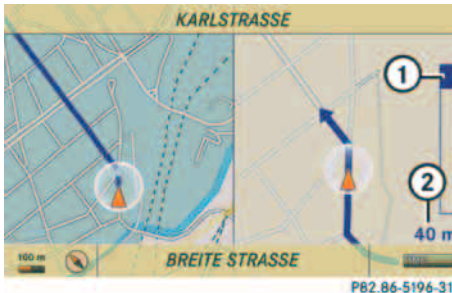 KARLSTRASSE
1
2
40 m
100 m
BREITE STRASSE
P82.86-5196-31